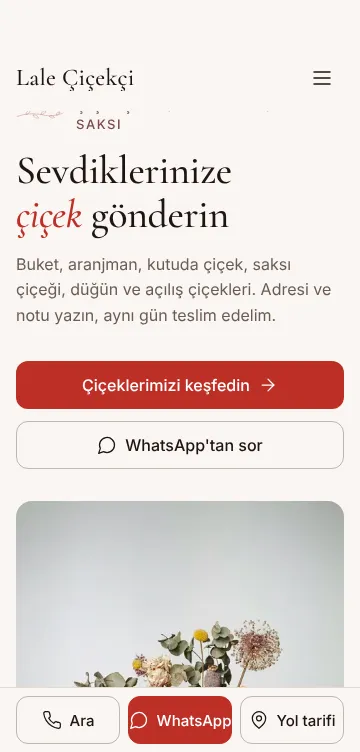 Lale Çiçekçi
SAKSI
Sevdiklerinize
çiçek gönderin
Buket, aranjman, kutuda çiçek, saksı
çiçeği, düğün ve açılış çiçekleri. Adresi ve
notu yazın, aynı gün teslim edelim.
Çiçeklerimizi keşfedin
WhatsApp'tan sor
Ara
WhatsApp
Yol tarifi